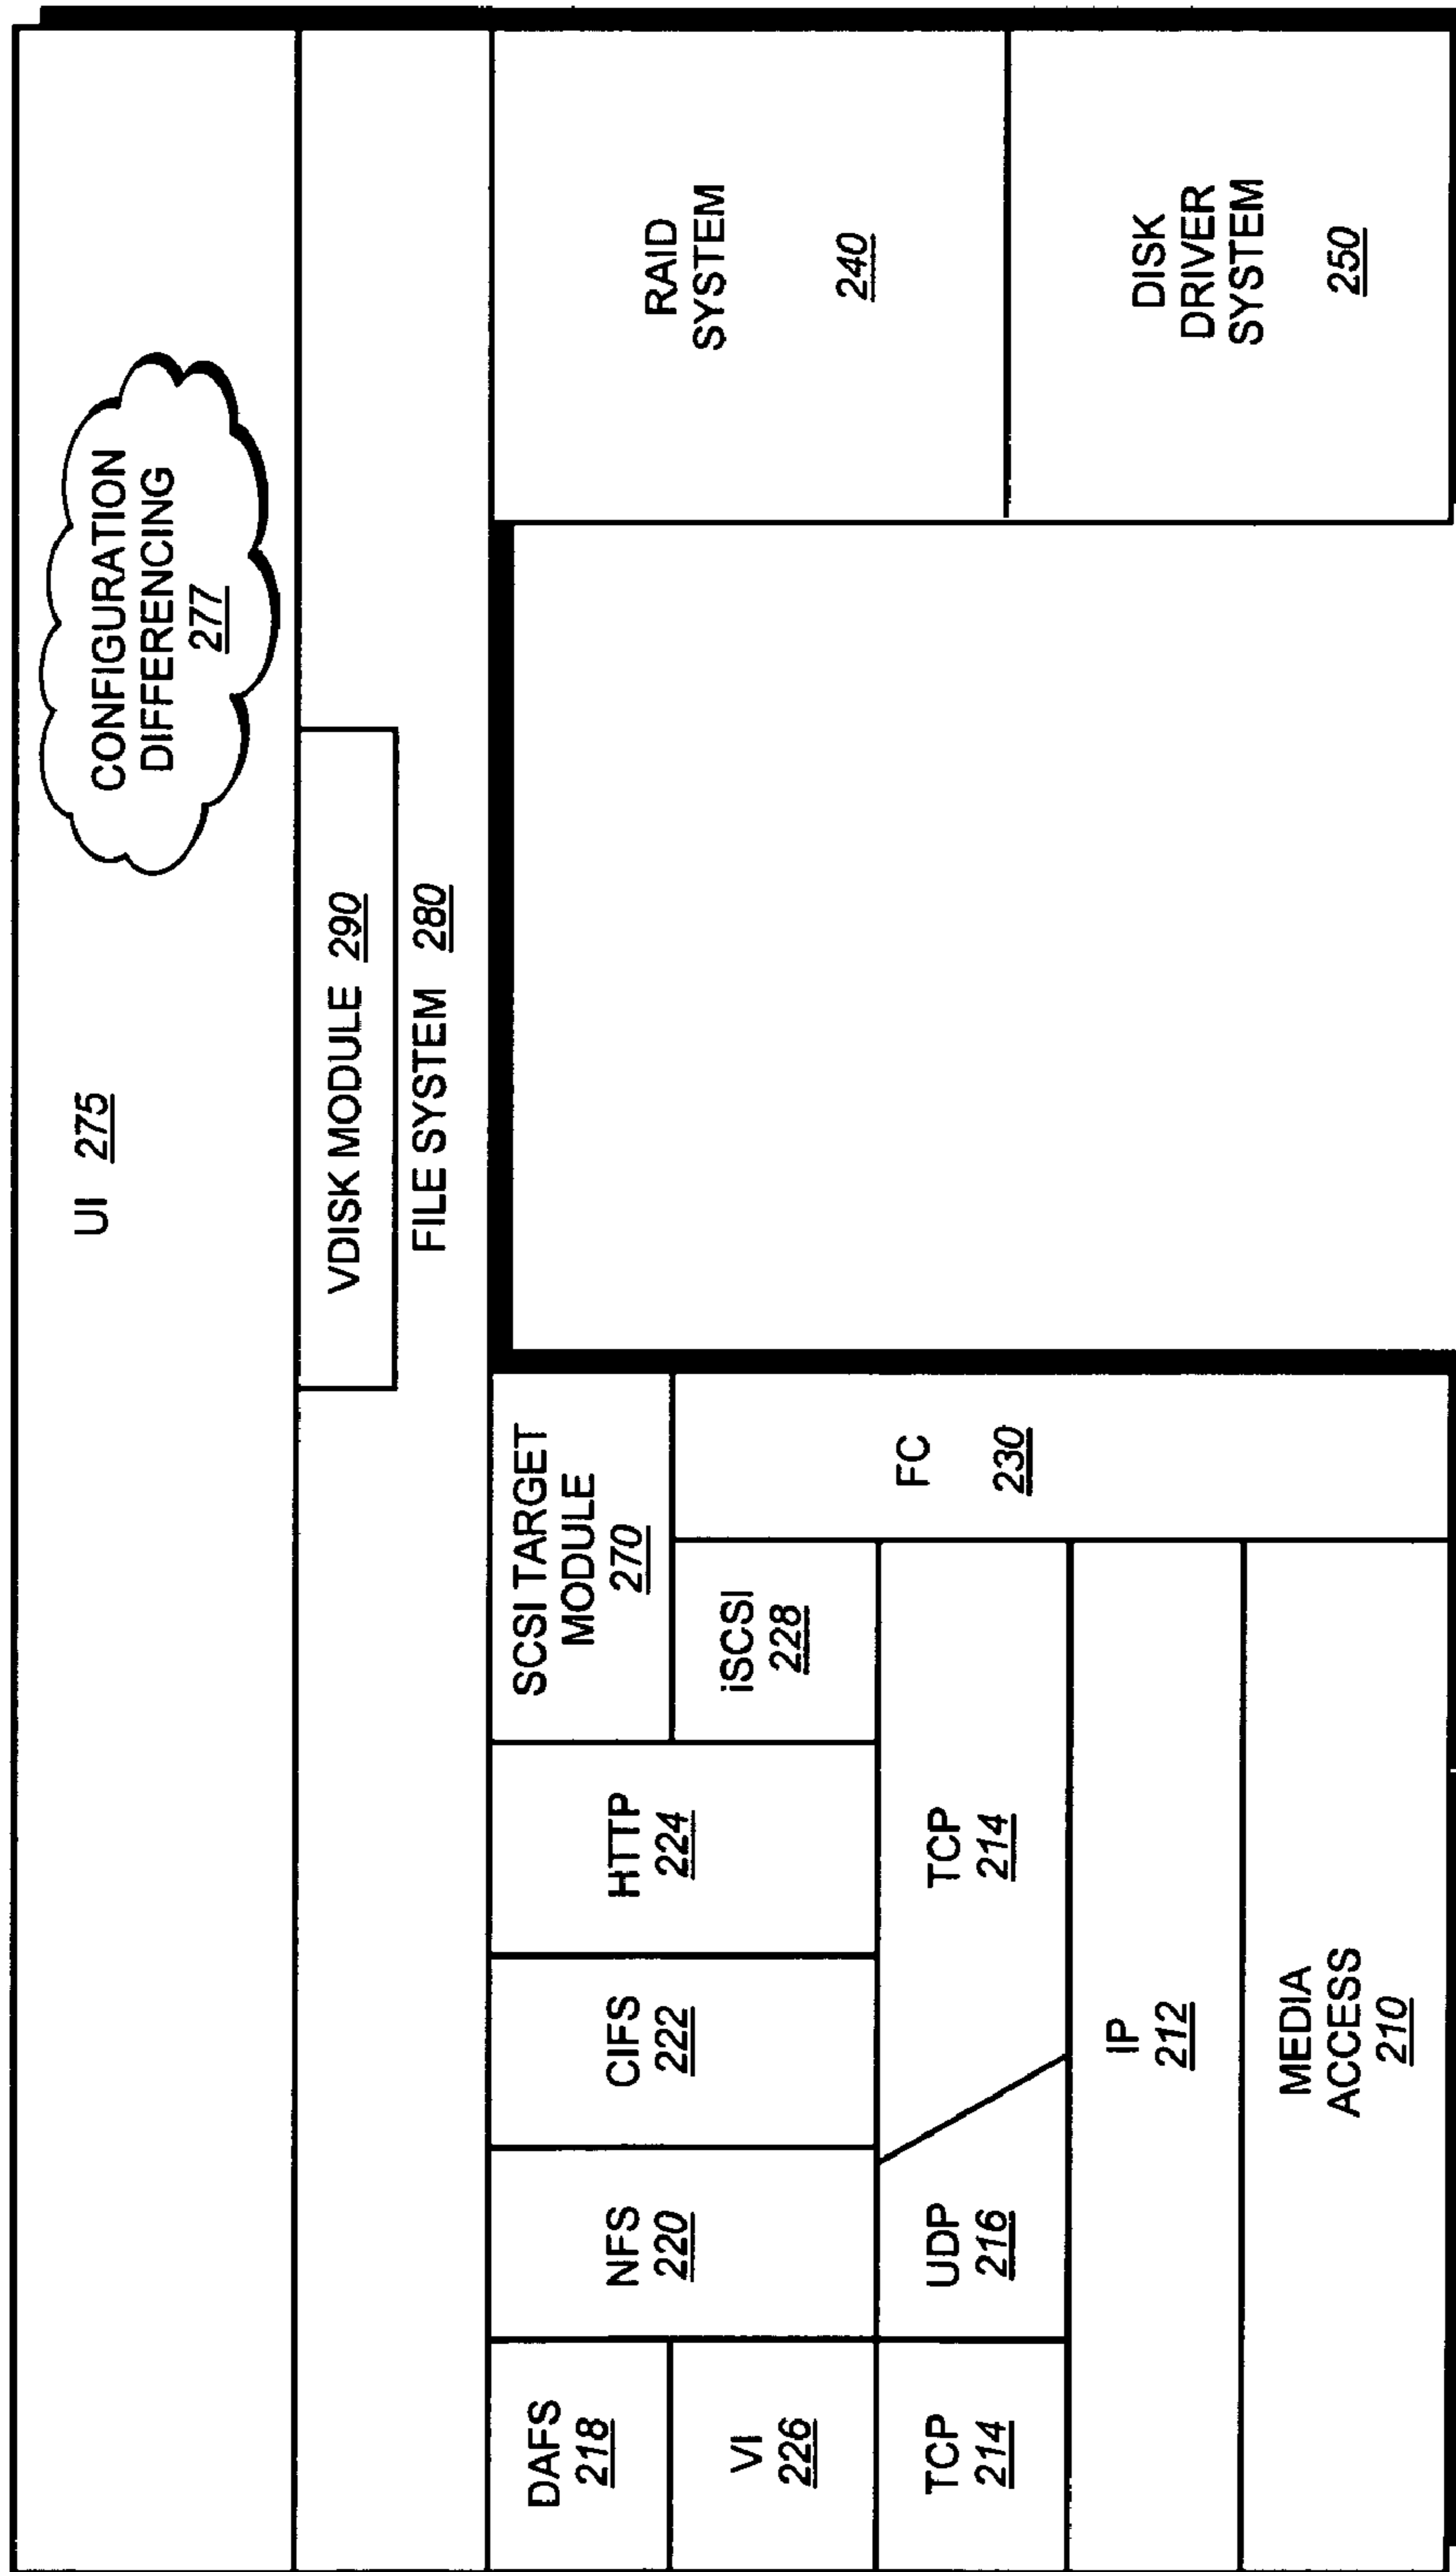 UI 275
CONFIGURATION
DIFFERENCING
277
VDISK MODULE 290
FILE SYSTEM 280
DAFS
218
VI
226
TCP
214
NFS
220
UDP
216
CIFS
222
HTTP
224
TCP
214
SCSI TARGET
MODULE
270
iSCSI
228
FC
230
IP
212
MEDIA
ACCESS
210
RAID
SYSTEM
240
DISK
DRIVER
SYSTEM
250